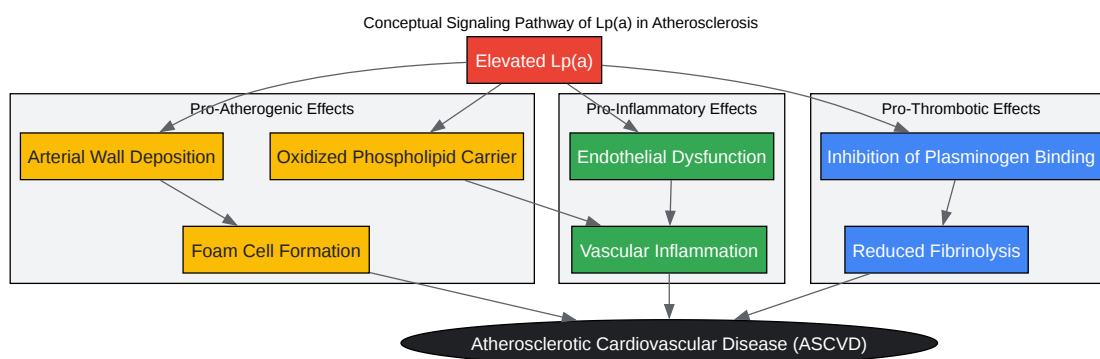 Conceptual Signaling Pathway of Lp(a) in Atherosclerosis
Elevated Lp(a)
Pro-Atherogenic Effects
Pro-Inflammatory Effects
Pro-Thrombotic Effects
Arterial Wall Deposition
Oxidized Phospholipid Carrier
Endothelial Dysfunction
Inhibition of Plasminogen Binding
Foam Cell Formation
Vascular Inflammation
Reduced Fibrinolysis
Atherosclerotic Cardiovascular Disease (ASCVD)